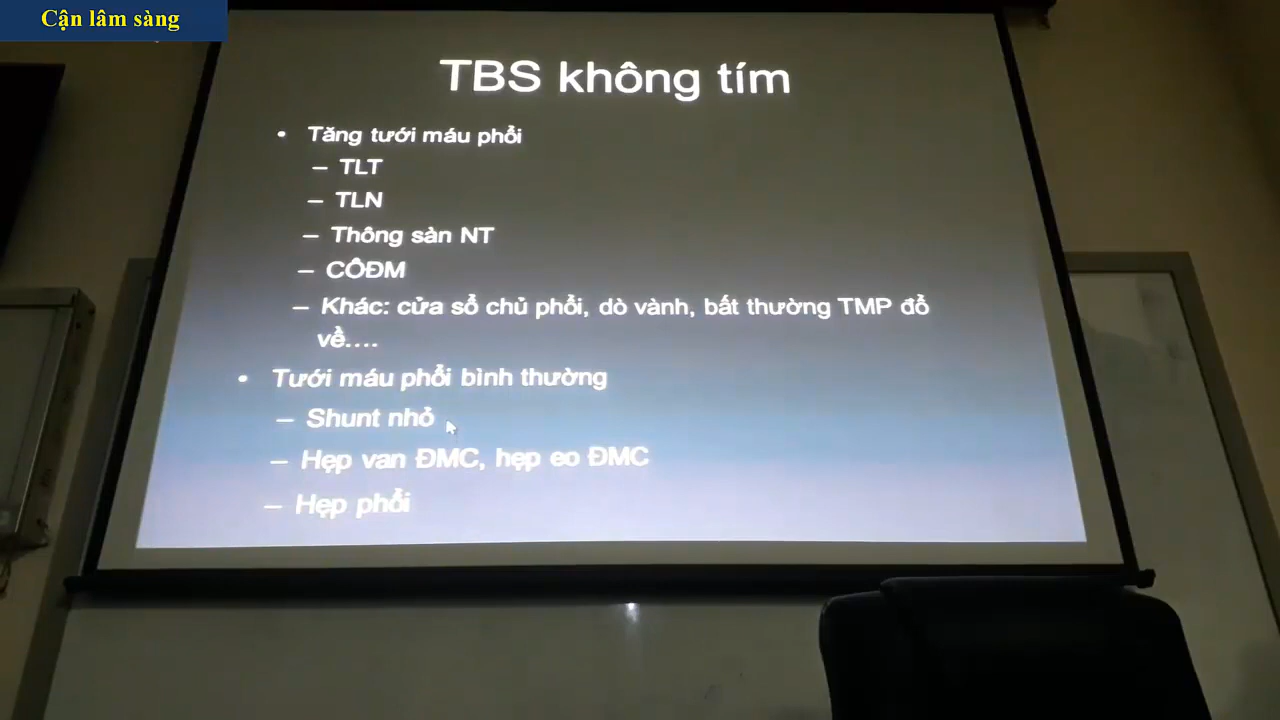 Cận lâm sàng
TBS không tím
• Tăng tưới máu phổi
– TLT
– TLN
– Thông sàn NT
– CÔĐM
– Khác: cửa sổ chủ phổi, dò vành, bất thường TMP đổ
về....
• Tưới máu phổi bình thường
– Shunt nhỏ
– Hẹp van ĐMC, hẹp eo ĐMC
– Hẹp phổi